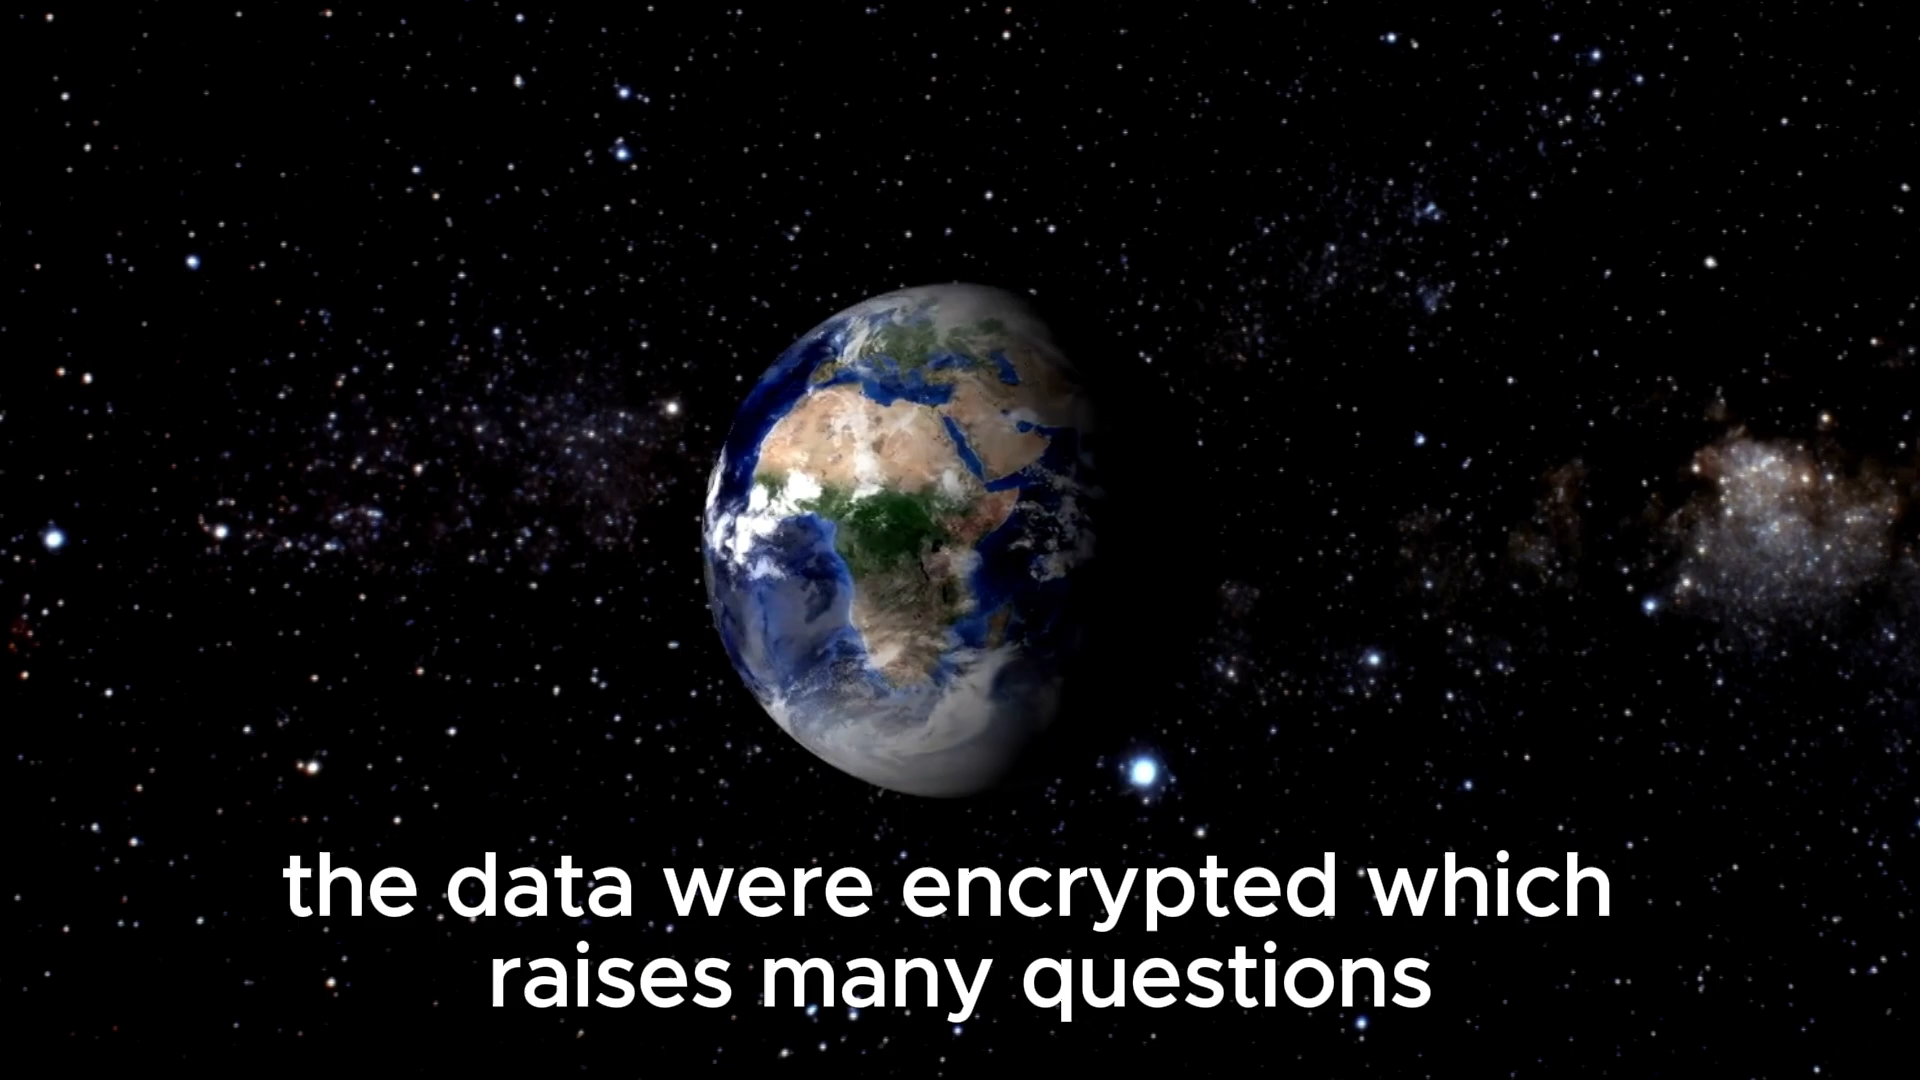 the data were encrypted which
raises many questions